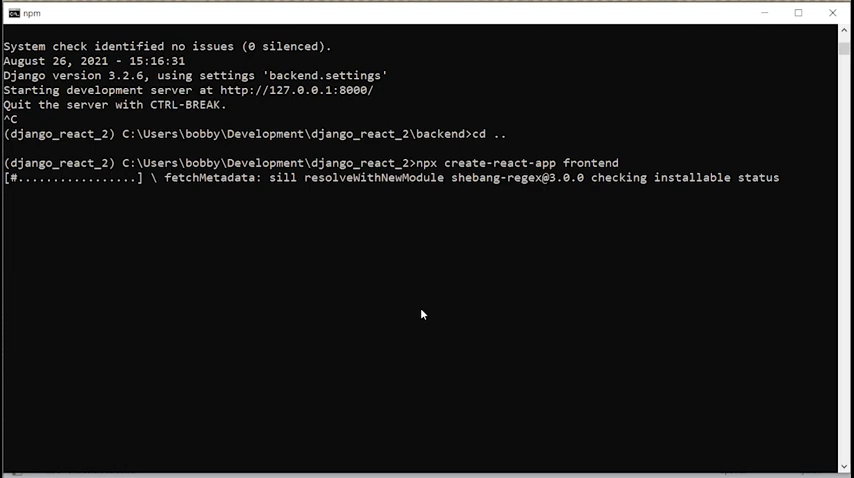 npm
System check identified no issues (0 silenced).
August 26, 2021 - 15:16:31
Django version 3.2.6, using settings 'backend.settings'
Starting development server at http://127.0.0.1:8000/
Quit the server with CTRL-BREAK.
^C
(django_react_2) C:\Users\bobby\Development\django_react_2\backend>cd ..
(django_react_2) C:\Users\bobby\Development\django_react_2>npx create-react-app frontend
[#.................] \ fetchMetadata: sill resolveWithNewModule shebang-regex@3.0.0 checking installable status